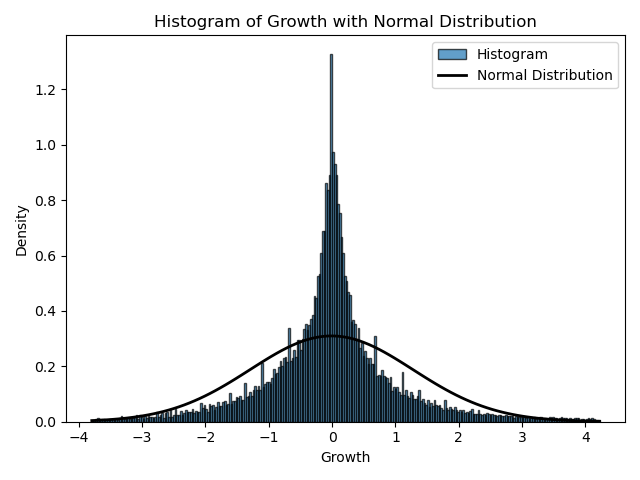 Histogram of Growth with Normal Distribution
Histogram
Normal Distribution
Density
1.2
1.0
0.8
0.6
0.4
0.2
0.0
−4 −3 −2 −1 0 1 2 3 4
Growth